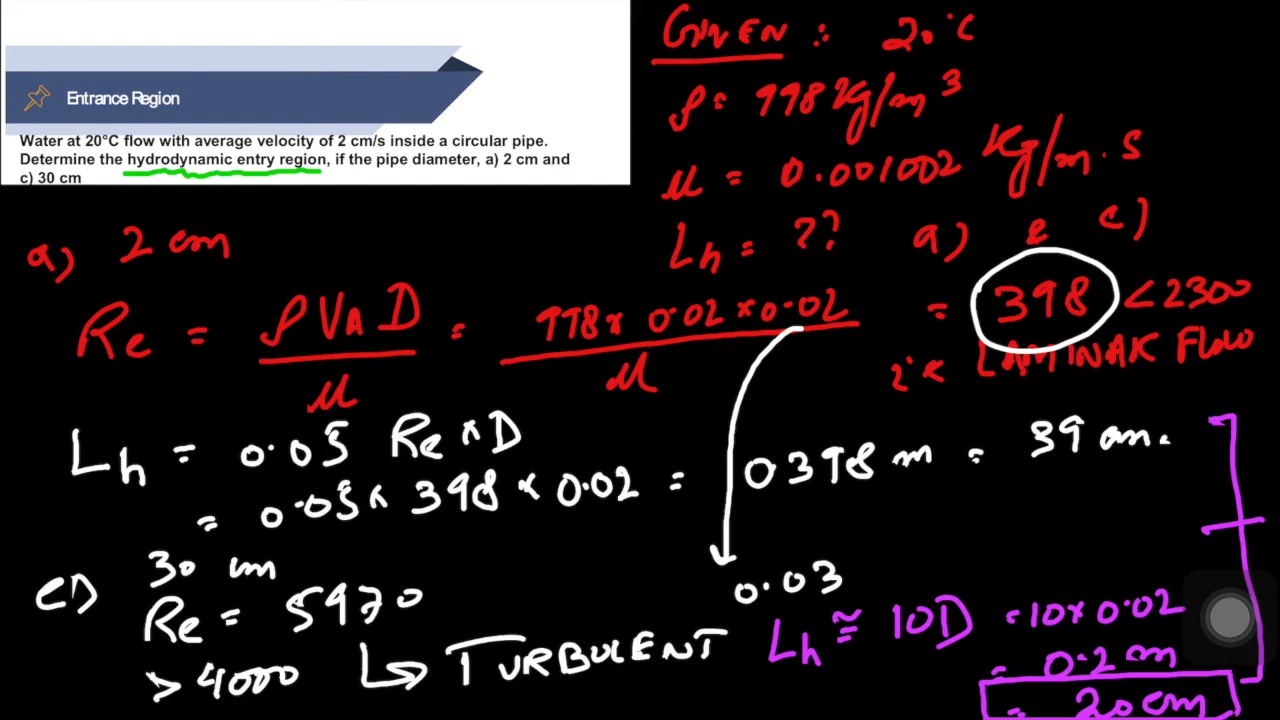 Entrance Region
Water at 20°C flow with average velocity of 2 cm/s inside a circular pipe.
Determine the hydrodynamic entry region, if the pipe diameter, a) 2 cm and
c) 30 cm
GIVEN : 20°C
ρ = 998 Kg/m³
μ = 0.001002 Kg/m.s
Lh = ?? a) & c)
a) 2 cm
Re = ρ VA D / μ = 998 × 0.02 × 0.02 / μ = 398 < 2300
LAMINAR FLOW
Lh = 0.05 Re × D
= 0.05 × 398 × 0.02 = 0398 m = 39 cm.
c) 30 cm
0.03
Re = 5970
> 4000 ↳ TURBULENT
Lh ≅ 10D = 10 × 0.02
= 0.2 m
= 20 cm